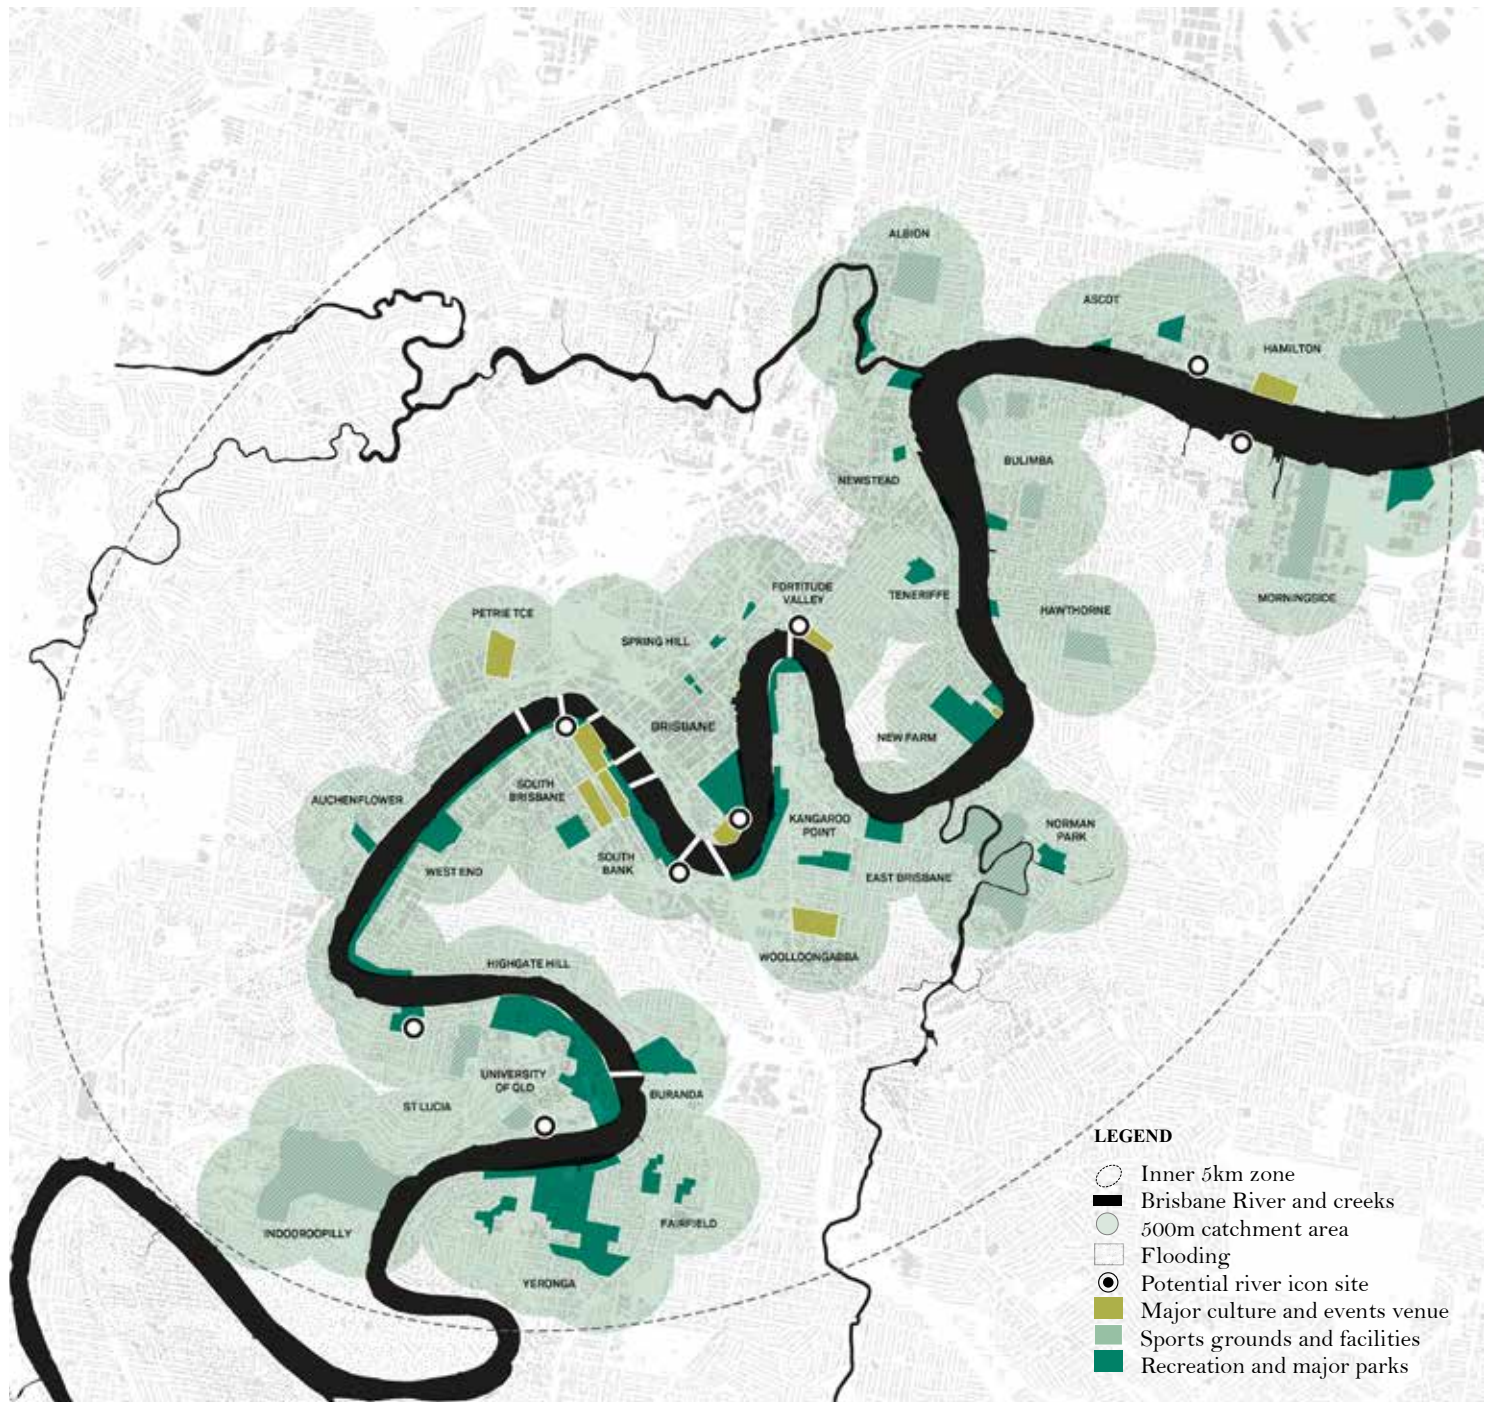 ALBION
ASCOT
HAMILTON
BULIMBA
NEWSTEAD
FORTITUDE
VALLEY
TENERIFFE
HAWTHORNE
MORNINGSIDE
PETRIE TCE
SPRING HILL
BRISBANE
NEW FARM
SOUTH
BRISBANE
AUCHENFLOWER
KANGAROO
POINT
NORMAN
PARK
WEST END
SOUTH
BANK
EAST BRISBANE
WOOLLOONGABBA
HIGHGATE HILL
UNIVERSITY
OF QLD
BURANDA
ST LUCIA
INDOOROOPILLY
FAIRFIELD
YERONGA
LEGEND
Inner 5km zone
Brisbane River and creeks
500m catchment area
Flooding
Potential river icon site
Major culture and events venue
Sports grounds and facilities
Recreation and major parks